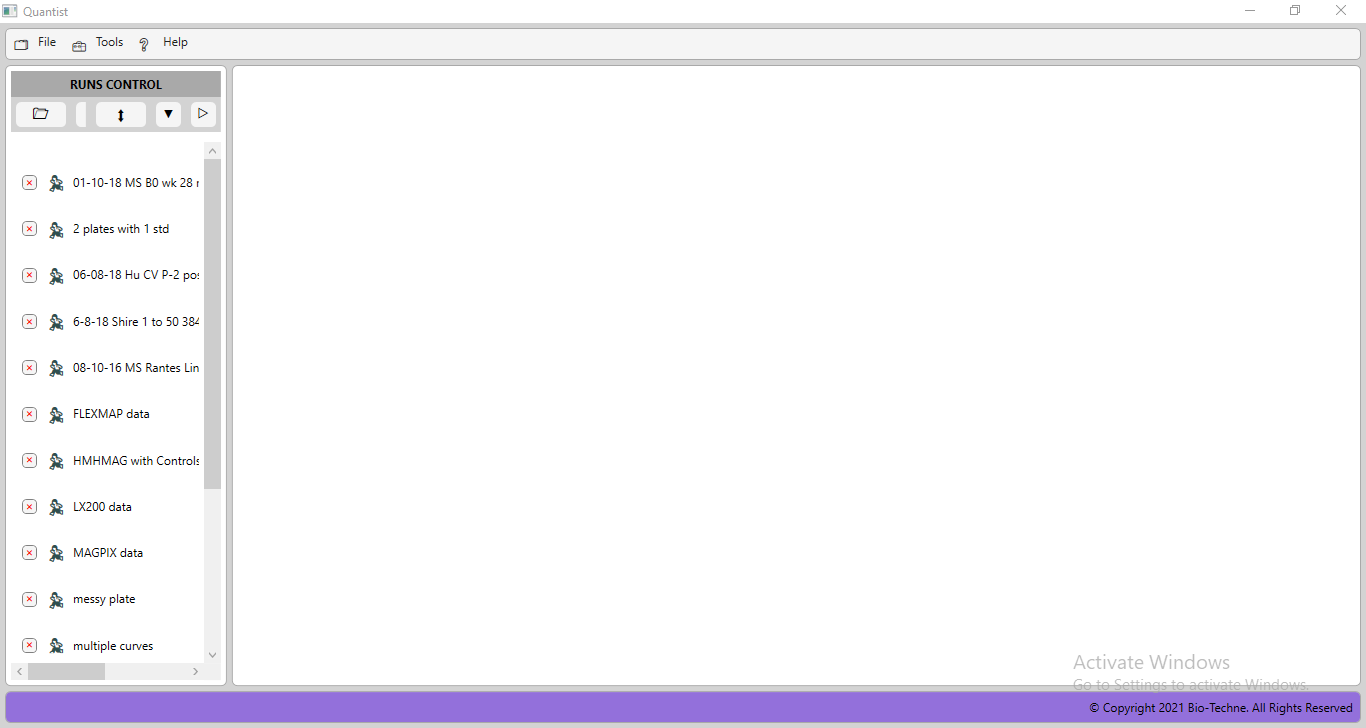 Quantist
File Tools ? Help
RUNS CONTROL
01-10-18 MS B0 wk 28
2 plates with 1 std
06-08-18 Hu CV P-2
6-8-18 Shire 1 to 50 384
08-10-16 MS Rantes Lin
FLEXMAP data
HMHMAG with Controls
LX200 data
MAGPIX data
messy plate
multiple curves
Activate Windows
Go to Settings to activate Windows.
© Copyright 2021 Bio-Techne. All Rights Reserved